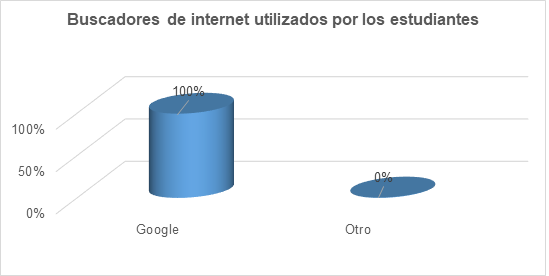 Buscadores de internet utilizados por los estudiantes
100%
0%
100%
50%
0%
Google
Otro